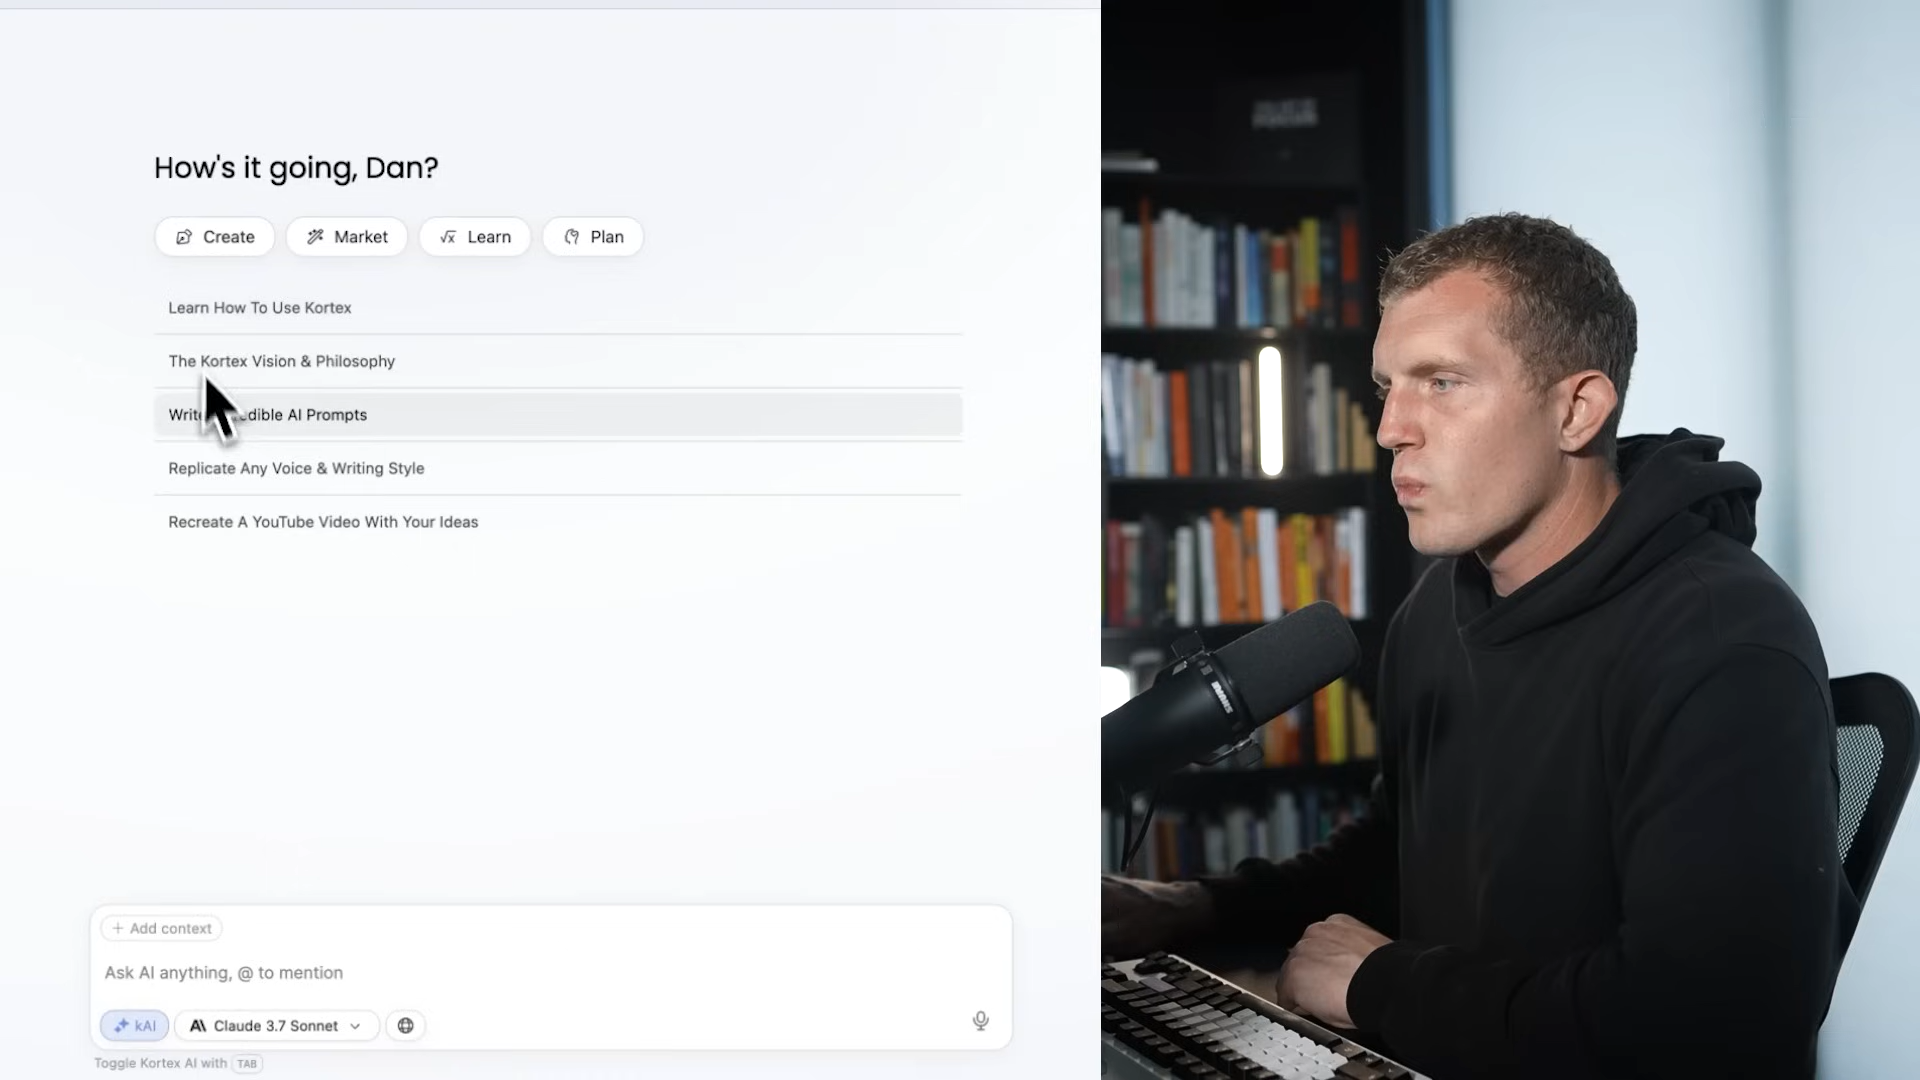 How's it going, Dan?
Create
Market
Learn
Plan
Learn How To Use Kortex
The Kortex Vision & Philosophy
AI Prompts
Replicate Any Voice & Writing Style
Recreate A YouTube Video With Your Ideas
+ Add context
Ask AI anything, @ to mention
kAI
Claude 3.7 Sonnet
Toggle Kortex AI with TAB
SHURE